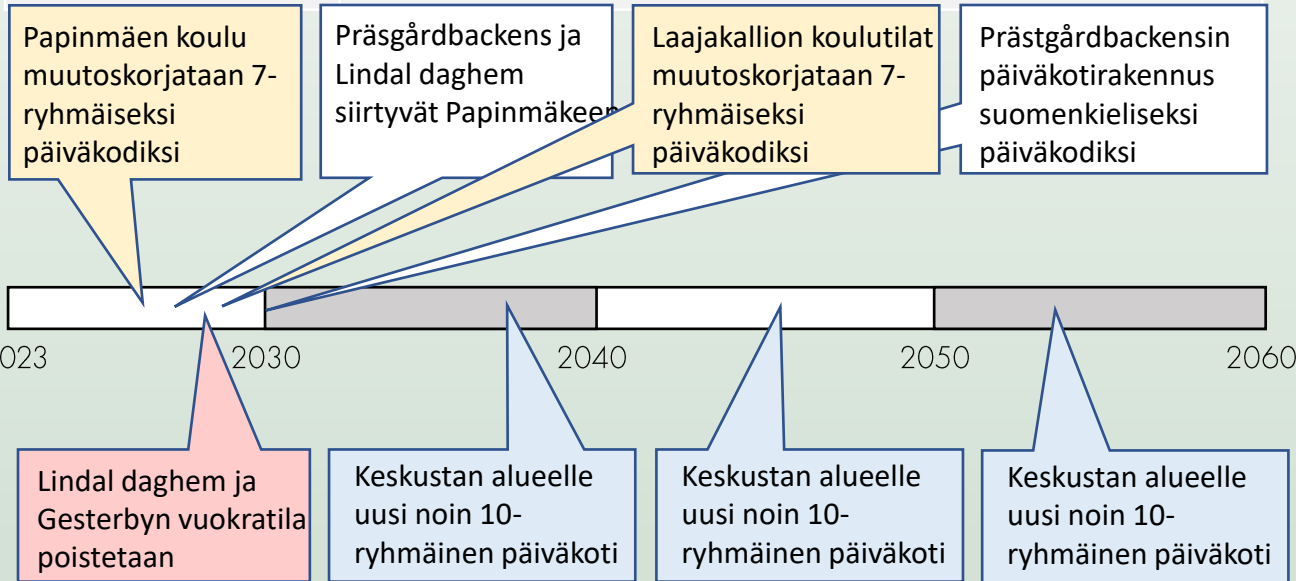 Papinmäen koulu
muutoskorjataan 7-
ryhmäiseksi
päiväkodiksi
Präsgårdbackens ja
Lindal daghem
siirtyvät Papinmäkeen
Laajakallion koulutilat
muutoskorjataan 7-
ryhmäiseksi
päiväkodiksi
Prästgårdbackensin
päiväkotirakennus
suomenkieliseksi
päiväkodiksi
023
2030
2040
2050
2060
Lindal daghem ja
Gesterbyn vuokratila
poistetaan
Keskustan alueelle
uusi noin 10-
ryhmäinen päiväkoti
Keskustan alueelle
uusi noin 10-
ryhmäinen päiväkoti
Keskustan alueelle
uusi noin 10-
ryhmäinen päiväkoti